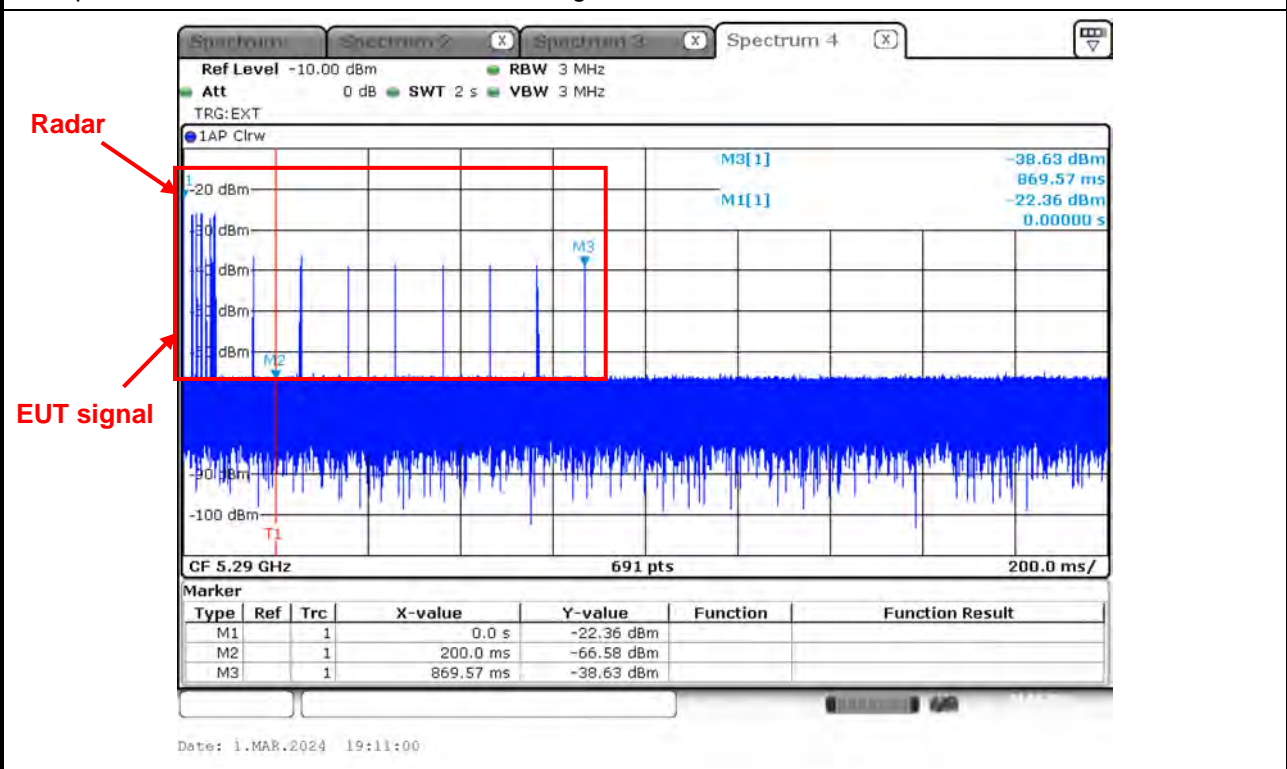 Spectrum Spectrum 2 X Spectrum 3 X Spectrum 4 X
Ref Level -10.00 dBm RBW 3 MHz
Att 0 dB SWT 2 s VBW 3 MHz
TRG:EXT
1AP Clrw
Radar
M3[1] -38.63 dBm
869.57 ms
M1[1] -22.36 dBm
0.00000 s
1
-20 dBm
dBm
M3
dBm
dBm
dBm
M2
EUT signal
-90 dBm
-100 dBm
T1
CF 5.29 GHz 691 pts 200.0 ms/
Marker
Type Ref Trc X-value Y-value Function Function Result
M1 1 0.0 s -22.36 dBm
M2 1 200.0 ms -66.58 dBm
M3 1 869.57 ms -38.63 dBm
Date: 1.MAR.2024 19:11:00